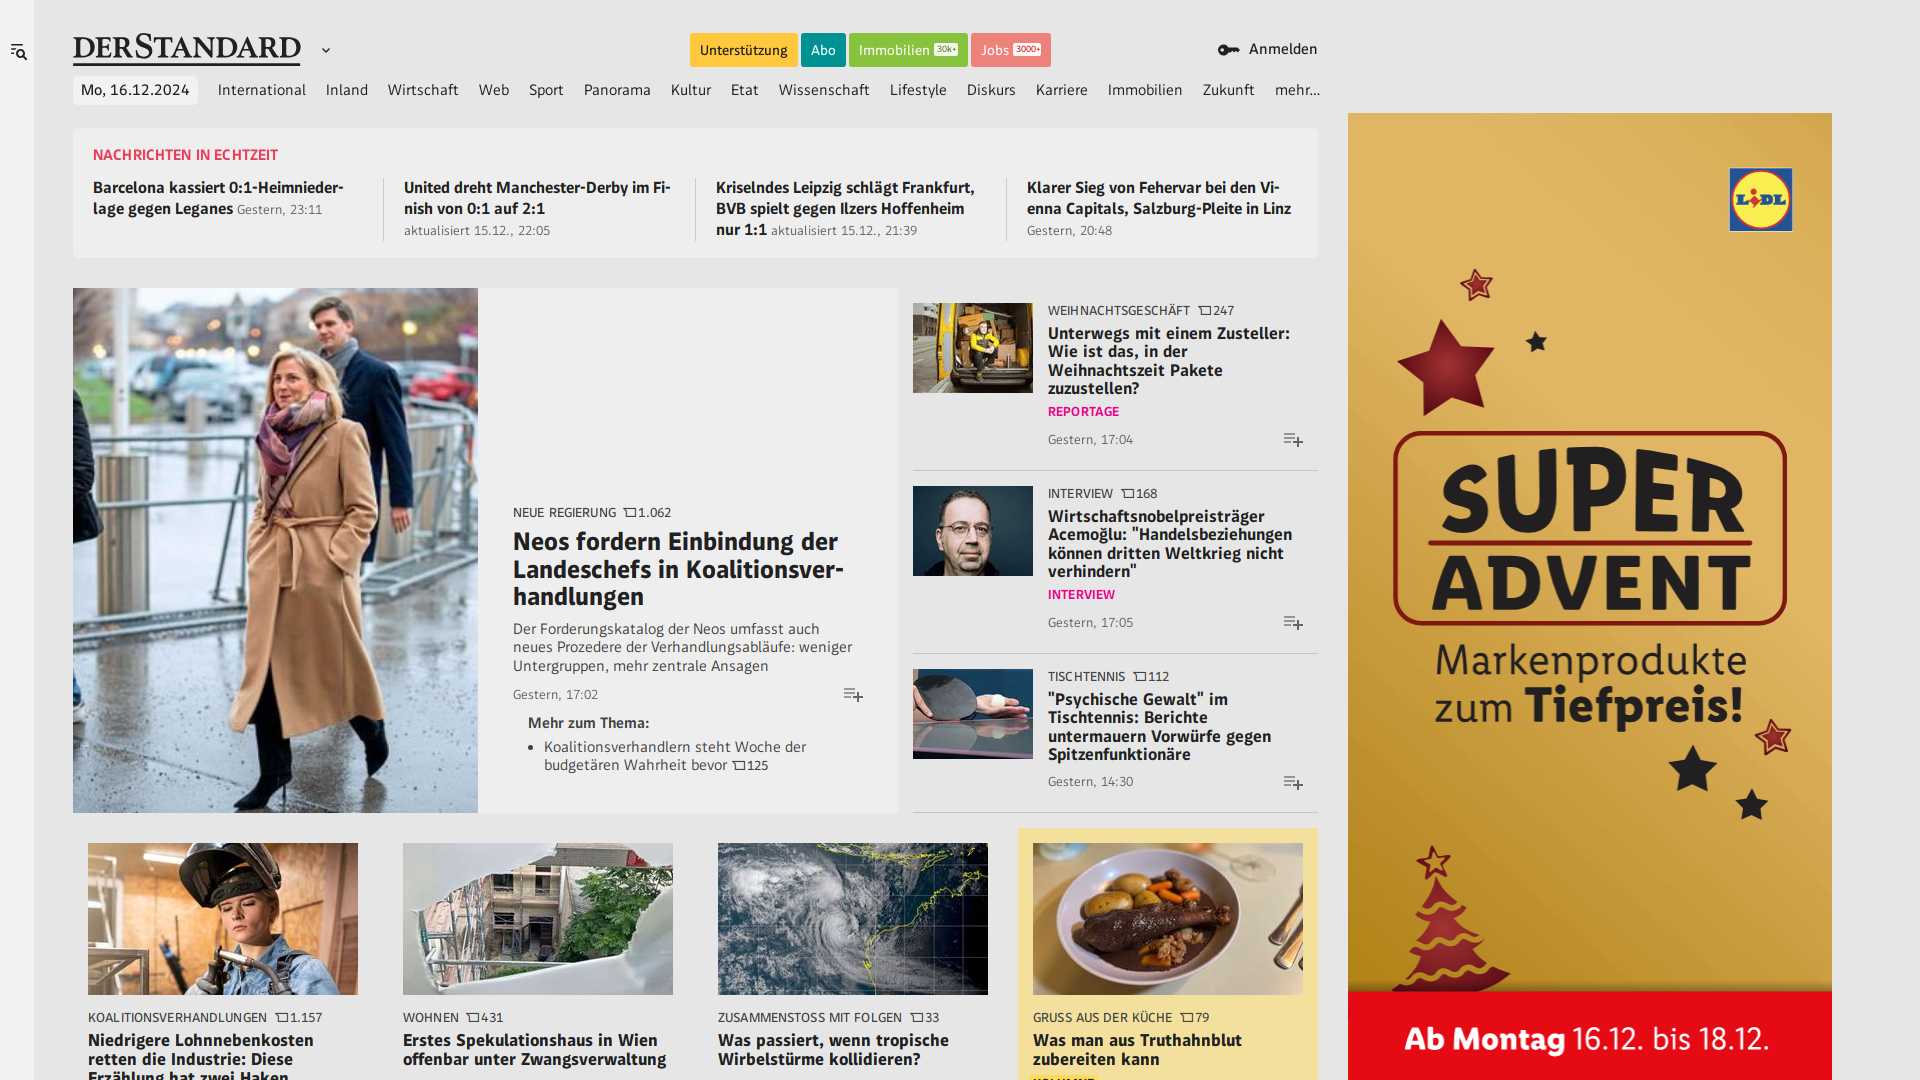 DERSTANDARD
Unterstützung
Abo
Immobilien 30k+
Jobs 3000+
Anmelden
Mo, 16.12.2024
International
Inland
Wirtschaft
Web
Sport
Panorama
Kultur
Etat
Wissenschaft
Lifestyle
Diskurs
Karriere
Immobilien
Zukunft
mehr...
NACHRICHTEN IN ECHTZEIT
Barcelona kassiert 0:1-Heimnieder-
lage gegen Leganes Gestern, 23:11
United dreht Manchester-Derby im Fi-
nish von 0:1 auf 2:1
aktualisiert 15.12., 22:05
Kriselndes Leipzig schlägt Frankfurt,
BVB spielt gegen Ilzers Hoffenheim
nur 1:1 aktualisiert 15.12., 21:39
Klarer Sieg von Fehervar bei den Vi-
enna Capitals, Salzburg-Pleite in Linz
Gestern, 20:48
NEUE REGIERUNG 1.062
Neos fordern Einbindung der
Landeschefs in Koalitionsver-
handlungen
Der Forderungskatalog der Neos umfasst auch
neues Prozedere der Verhandlungsabläufe: weniger
Untergruppen, mehr zentrale Ansagen
Gestern, 17:02
Mehr zum Thema:
• Koalitionsverhandlern steht Woche der
budgetären Wahrheit bevor 125
WEIHNACHTSGESCHÄFT 247
Unterwegs mit einem Zusteller:
Wie ist das, in der
Weihnachtszeit Pakete
zuzustellen?
REPORTAGE
Gestern, 17:04
INTERVIEW 168
Wirtschaftsnobelpreisträger
Acemoğlu: "Handelsbeziehungen
können dritten Weltkrieg nicht
verhindern"
INTERVIEW
Gestern, 17:05
TISCHTENNIS 112
"Psychische Gewalt" im
Tischtennis: Berichte
untermauern Vorwürfe gegen
Spitzenfunktionäre
Gestern, 14:30
KOALITIONSVERHANDLUNGEN 1.157
Niedrigere Lohnnebenkosten
retten die Industrie: Diese
Erzählung hat zwei Haken
WOHNEN 431
Erstes Spekulationshaus in Wien
offenbar unter Zwangsverwaltung
ZUSAMMENSTOSS MIT FOLGEN 33
Was passiert, wenn tropische
Wirbelstürme kollidieren?
GRUSS AUS DER KÜCHE 79
Was man aus Truthahnblut
zubereiten kann
KOLUMNE
LIDL
SUPER
ADVENT
Markenprodukte
zum Tiefpreis!
Ab Montag 16.12. bis 18.12.